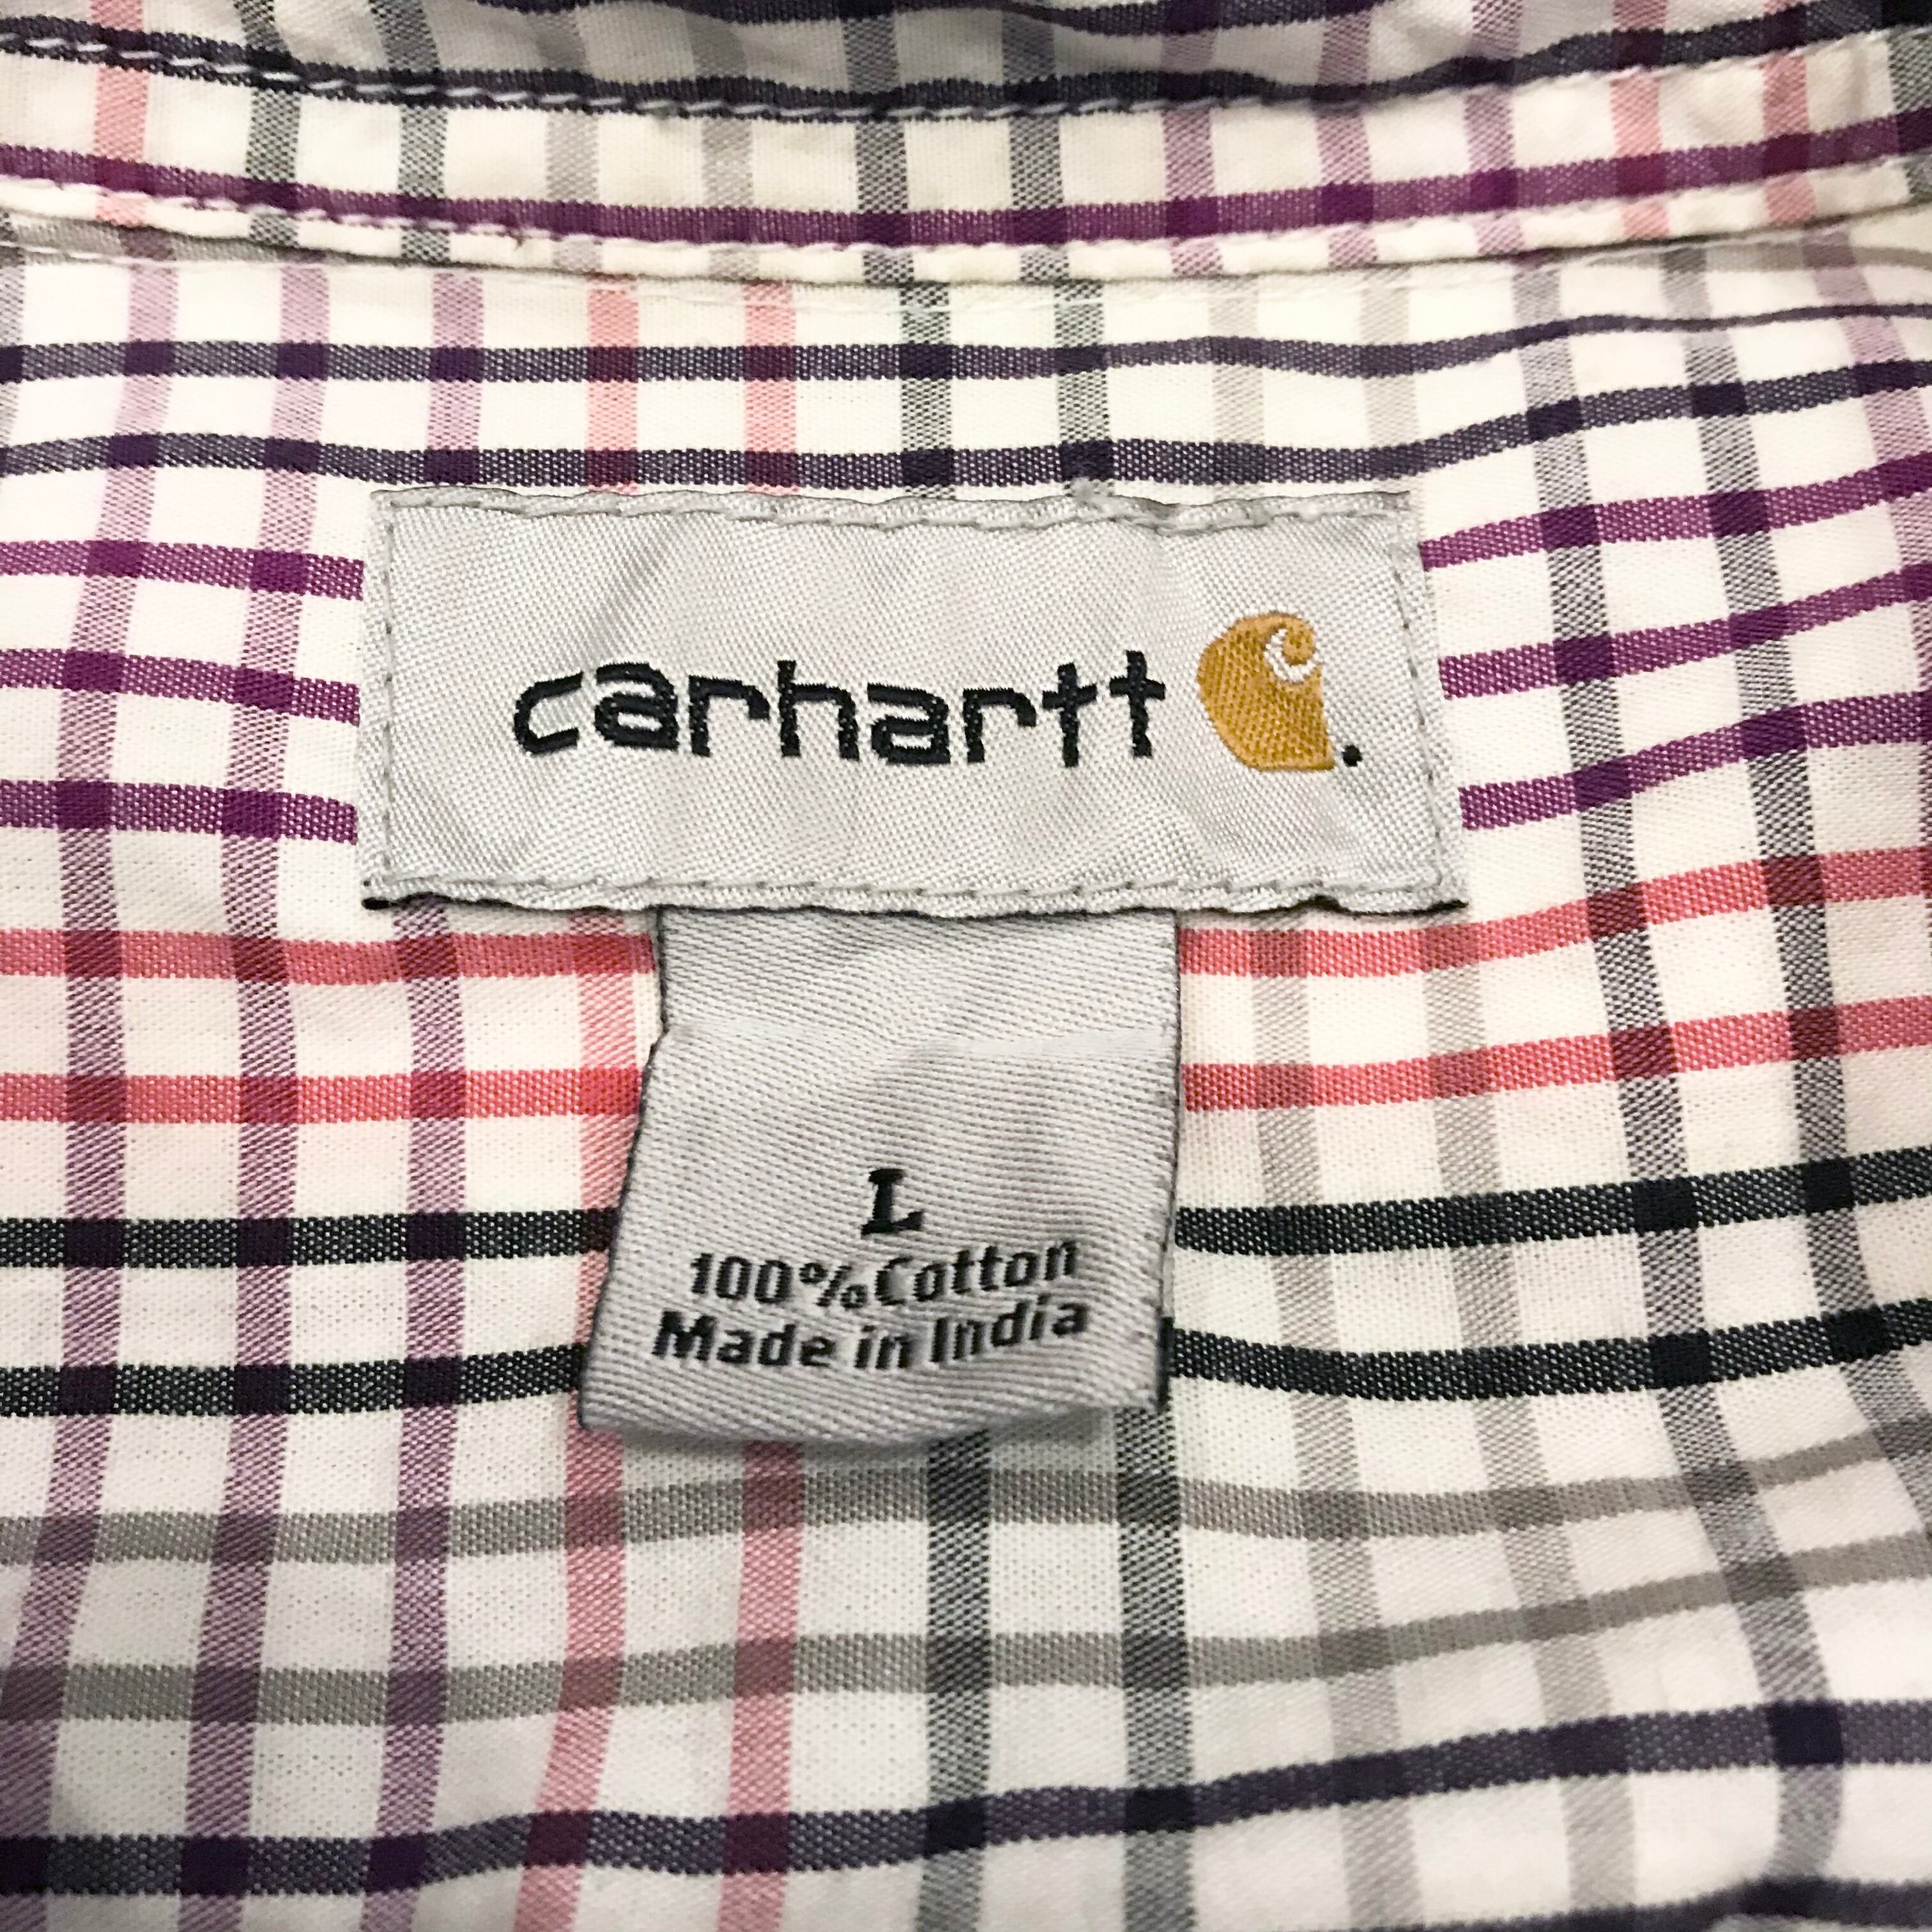 carhartt
L
100% Cotton
Made in India